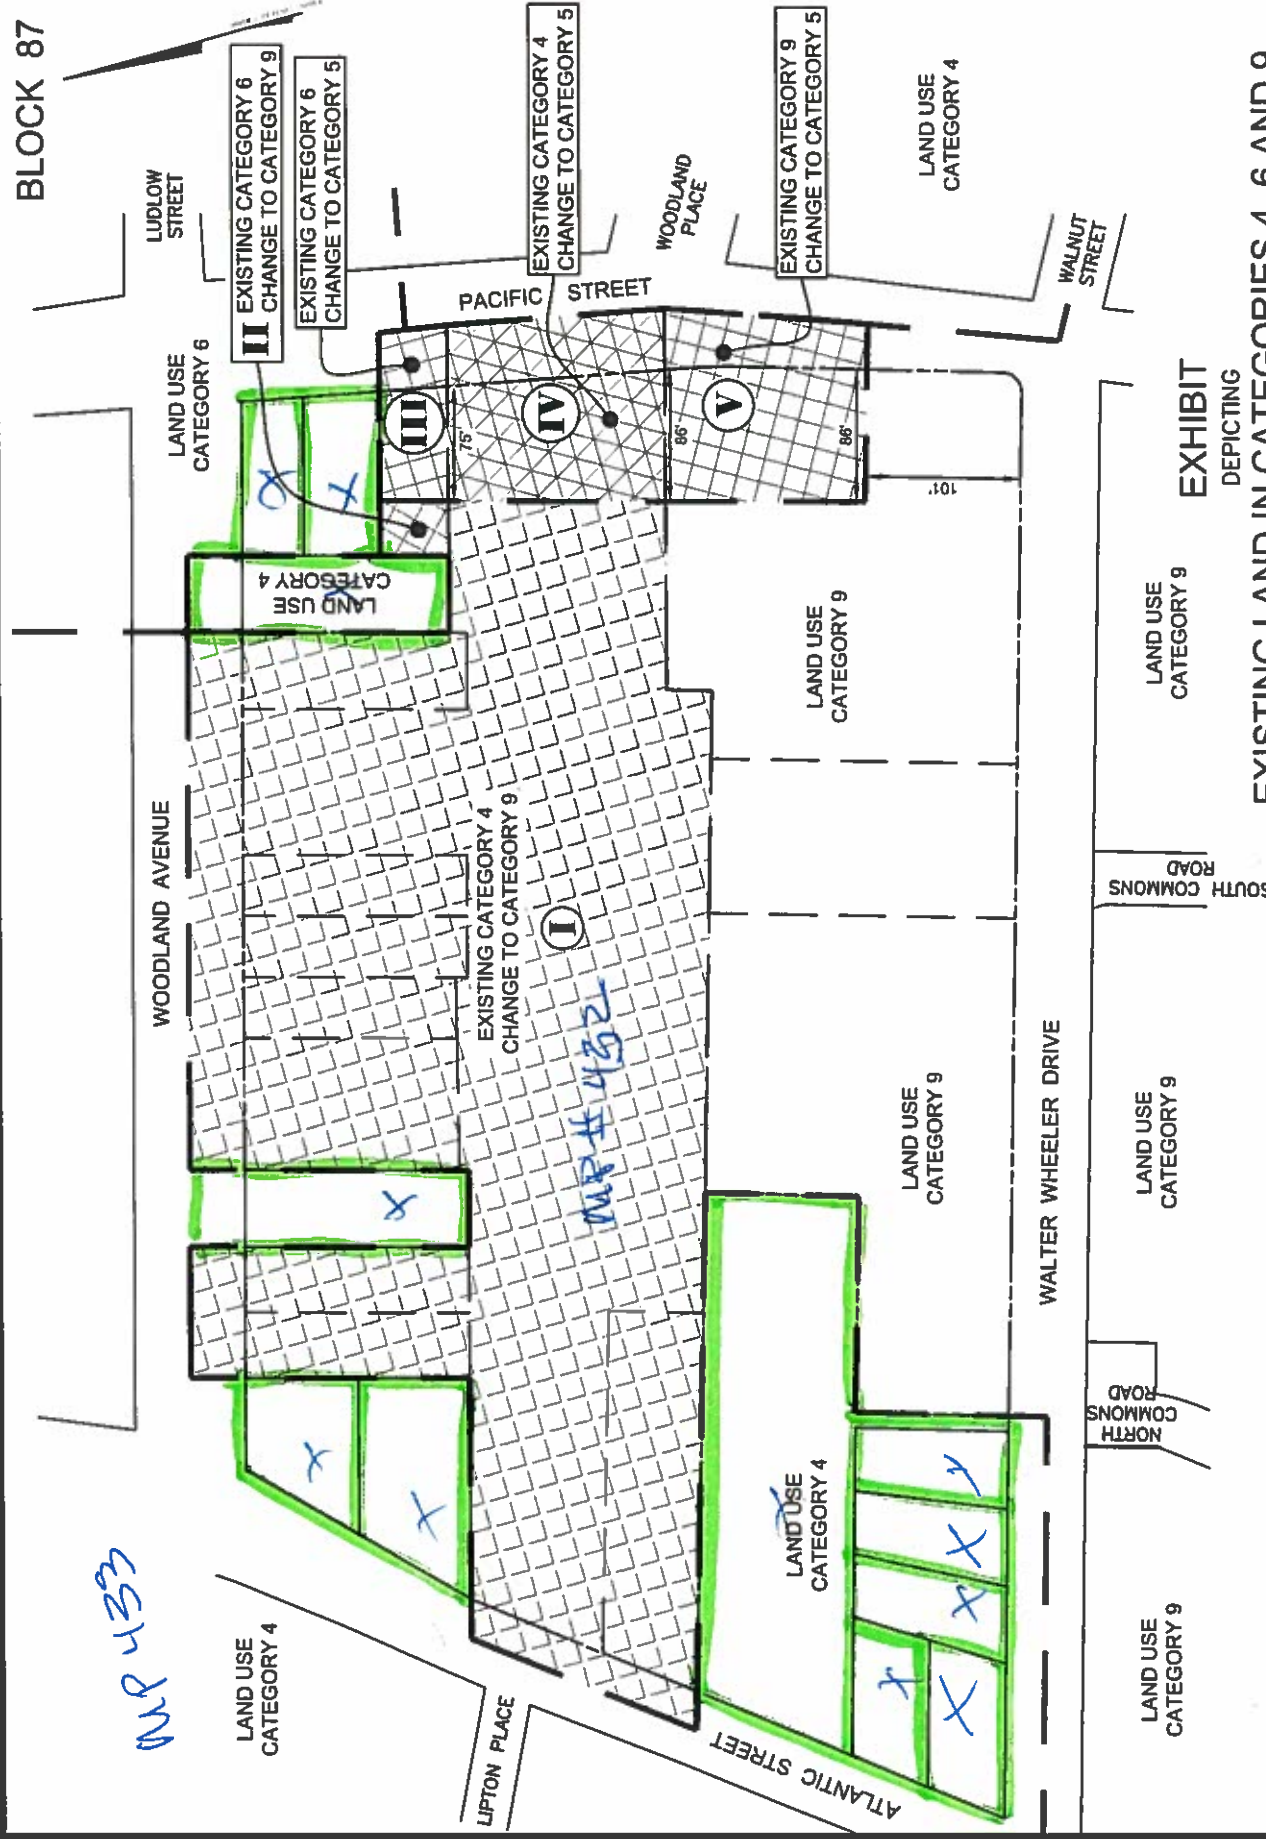 BLOCK 87
LUDLOW
STREET
II EXISTING CATEGORY 6
CHANGE TO CATEGORY 9
EXISTING CATEGORY 6
CHANGE TO CATEGORY 5
EXISTING CATEGORY 4
CHANGE TO CATEGORY 5
EXISTING CATEGORY 9
CHANGE TO CATEGORY 5
LAND USE
CATEGORY 4
WOODLAND
PLACE
WALNUT
STREET
PACIFIC STREET
LAND USE
CATEGORY 6
III
IV
V
75'
86'
86'
101'
X
X
LAND USE
CATEGORY 4
X
WOODLAND AVENUE
EXISTING CATEGORY 4
CHANGE TO CATEGORY 9
I
MP# 432
LAND USE
CATEGORY 9
LAND USE
CATEGORY 9
LAND USE
CATEGORY 9
LAND USE
CATEGORY 9
LAND USE
CATEGORY 9
SOUTH COMMONS
ROAD
NORTH
COMMONS
ROAD
WALTER WHEELER DRIVE
X
X
X
LAND USE
CATEGORY 4
X
X
X
X
X
X
MP 433
LAND USE
CATEGORY 4
LIPTON PLACE
ATLANTIC STREET
EXHIBIT
DEPICTING
EXISTING LAND IN CATEGORIES 4, 6 AND 9